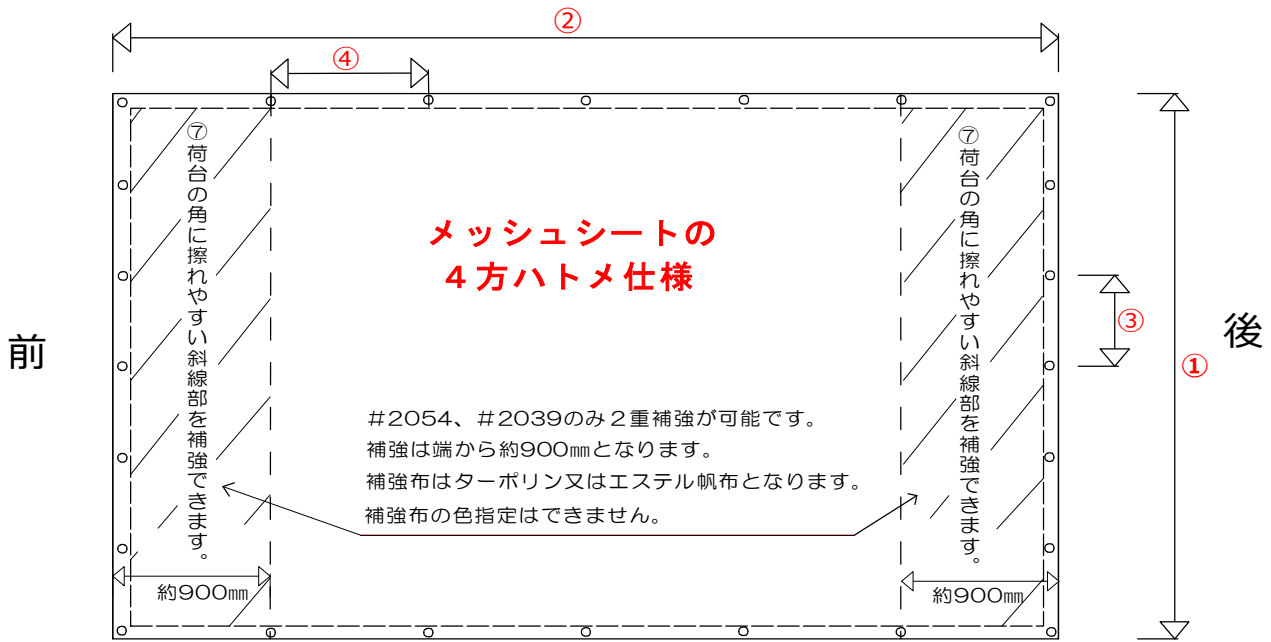 ②
④
⑦荷台の角に擦れやすい斜線部を補強できます。
⑦荷台の角に擦れやすい斜線部を補強できます。
メッシュシートの
４方ハトメ仕様
前
後
③
①
＃2054、＃2039のみ２重補強が可能です。
補強は端から約900㎜となります。
補強布はターポリン又はエステル帆布となります。
補強布の色指定はできません。
約900㎜
約900㎜